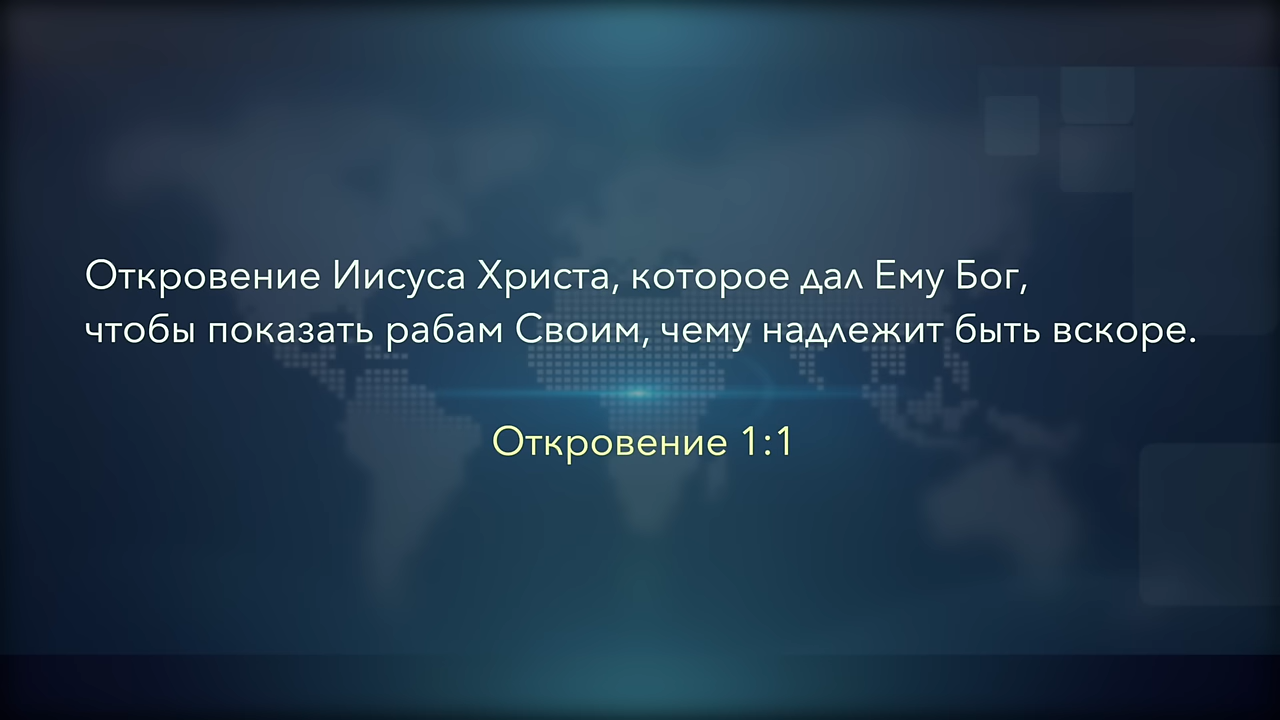 Откровение Иисуса Христа, которое дал Ему Бог,
чтобы показать рабам Своим, чему надлежит быть вскоре.
Откровение 1:1